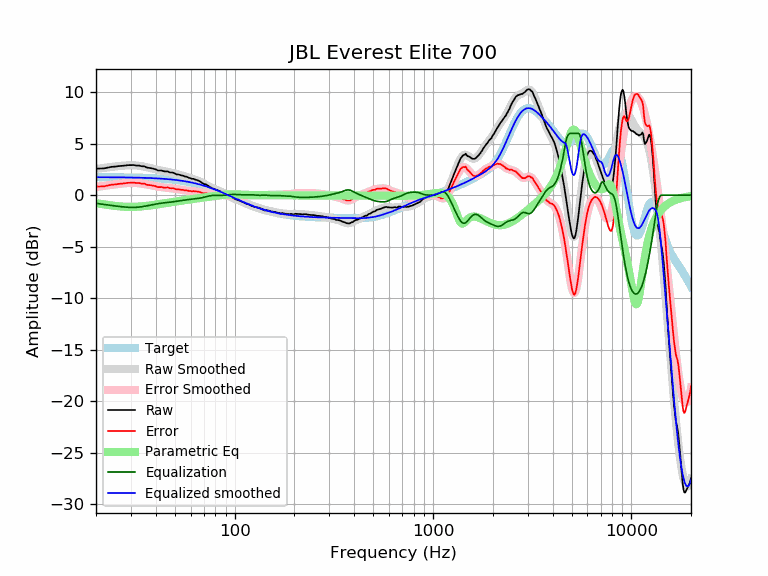 JBL Everest Elite 700
Amplitude (dBr)
10
5
0
−5
−10
−15
−20
−25
−30
Target
Raw Smoothed
Error Smoothed
Raw
Error
Parametric Eq
Equalization
Equalized smoothed
100 1000 10000
Frequency (Hz)